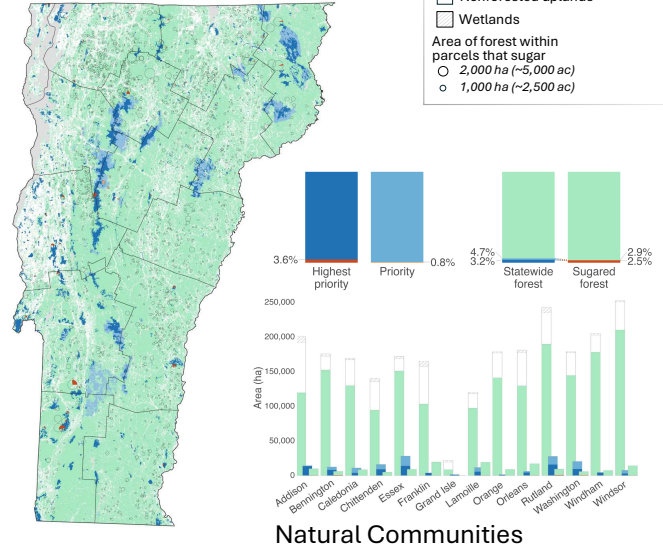 Nonforested uplands
Wetlands
Area of forest within
parcels that sugar
2,000 ha (~5,000 ac)
1,000 ha (~2,500 ac)
3.6%
0.8%
4.7%
3.2%
2.9%
2.5%
Highest
priority
Priority
Statewide
forest
Sugared
forest
250,000
200,000
150,000
100,000
50,000
0
Area (ha)
Addison
Bennington
Caledonia
Chittenden
Essex
Franklin
Grand Isle
Lamoille
Orange
Orleans
Rutland
Washington
Windham
Windsor
Natural Communities